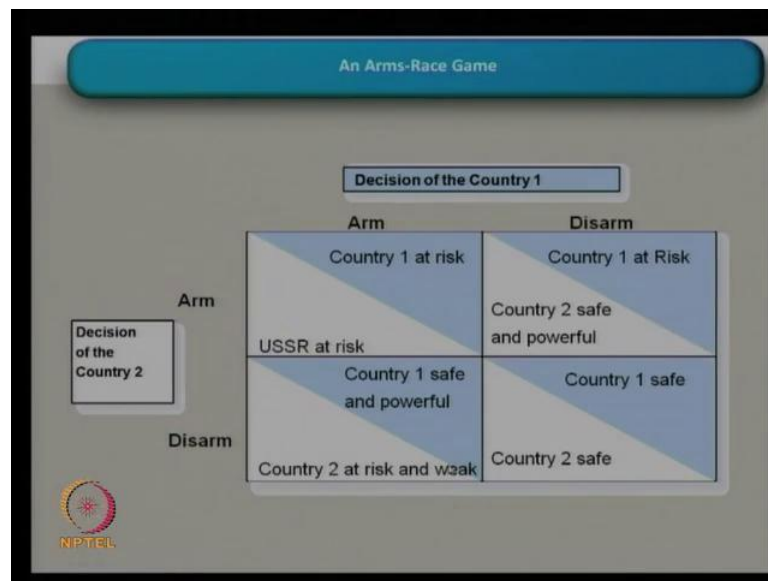 An Arms-Race Game
Decision of the Country 1
Arm
Disarm
Arm
Disarm
Decision
of the
Country 2
Country 1 at risk
USSR at risk
Country 1 at Risk
Country 2 safe
and powerful
Country 1 safe
and powerful
Country 2 at risk and weak
Country 1 safe
Country 2 safe
NPTEL